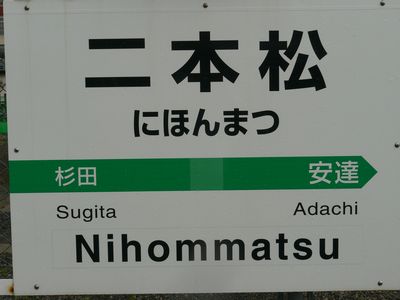 二本松
にほんまつ
杉田 安達
Sugita Adachi
Nihommatsu